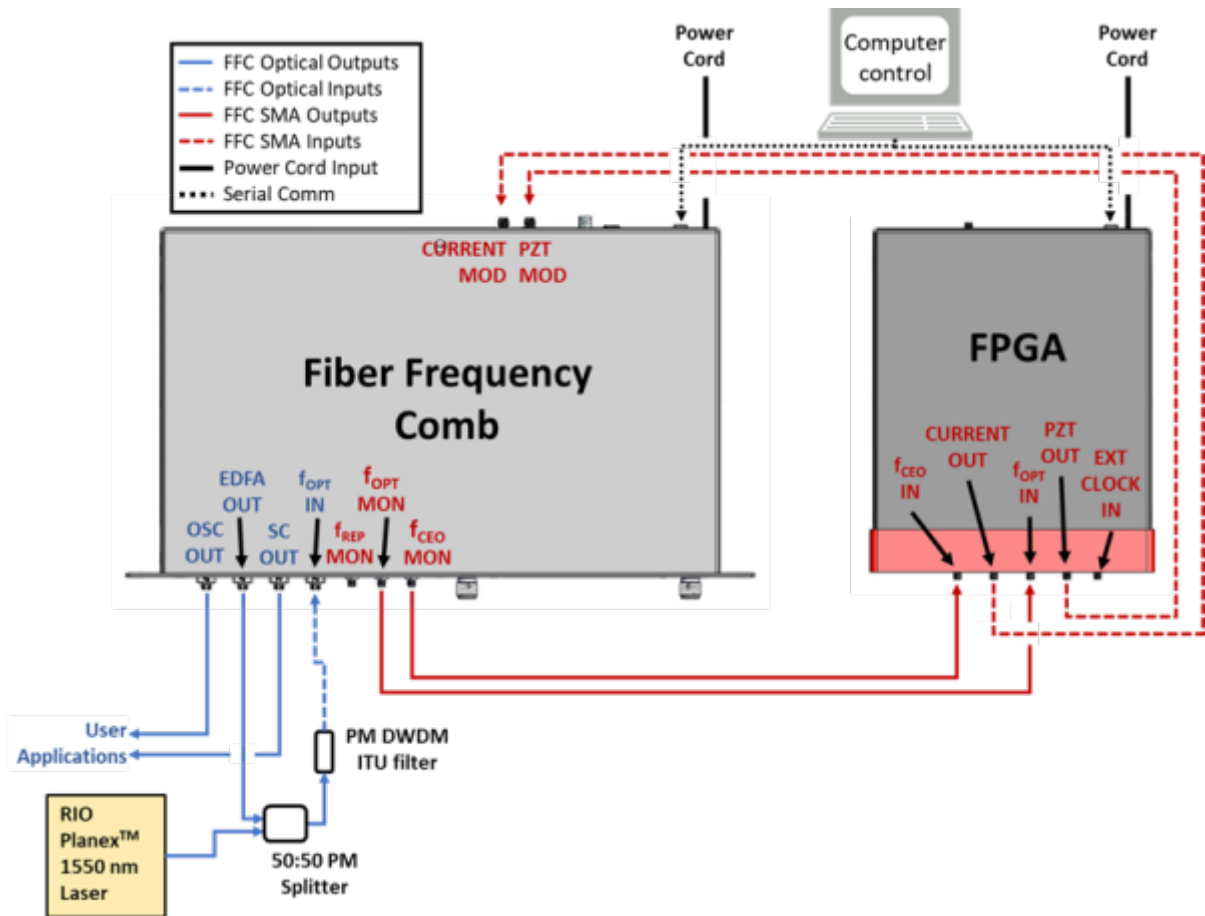 FFC Optical Outputs
FFC Optical Inputs
FFC SMA Outputs
FFC SMA Inputs
Power Cord Input
Serial Comm
Power
Cord
Computer
control
Power
Cord
CURRENT
MOD
PZT
MOD
Fiber Frequency
Comb
FPGA
OSC
OUT
EDFA
OUT
SC
OUT
fOPT
IN
fREP
MON
fOPT
MON
fCEO
MON
fCEO
IN
CURRENT
OUT
fOPT
IN
PZT
OUT
EXT
CLOCK
IN
User
Applications
PM DWDM
ITU filter
RIO
Planex™
1550 nm
Laser
50:50 PM
Splitter